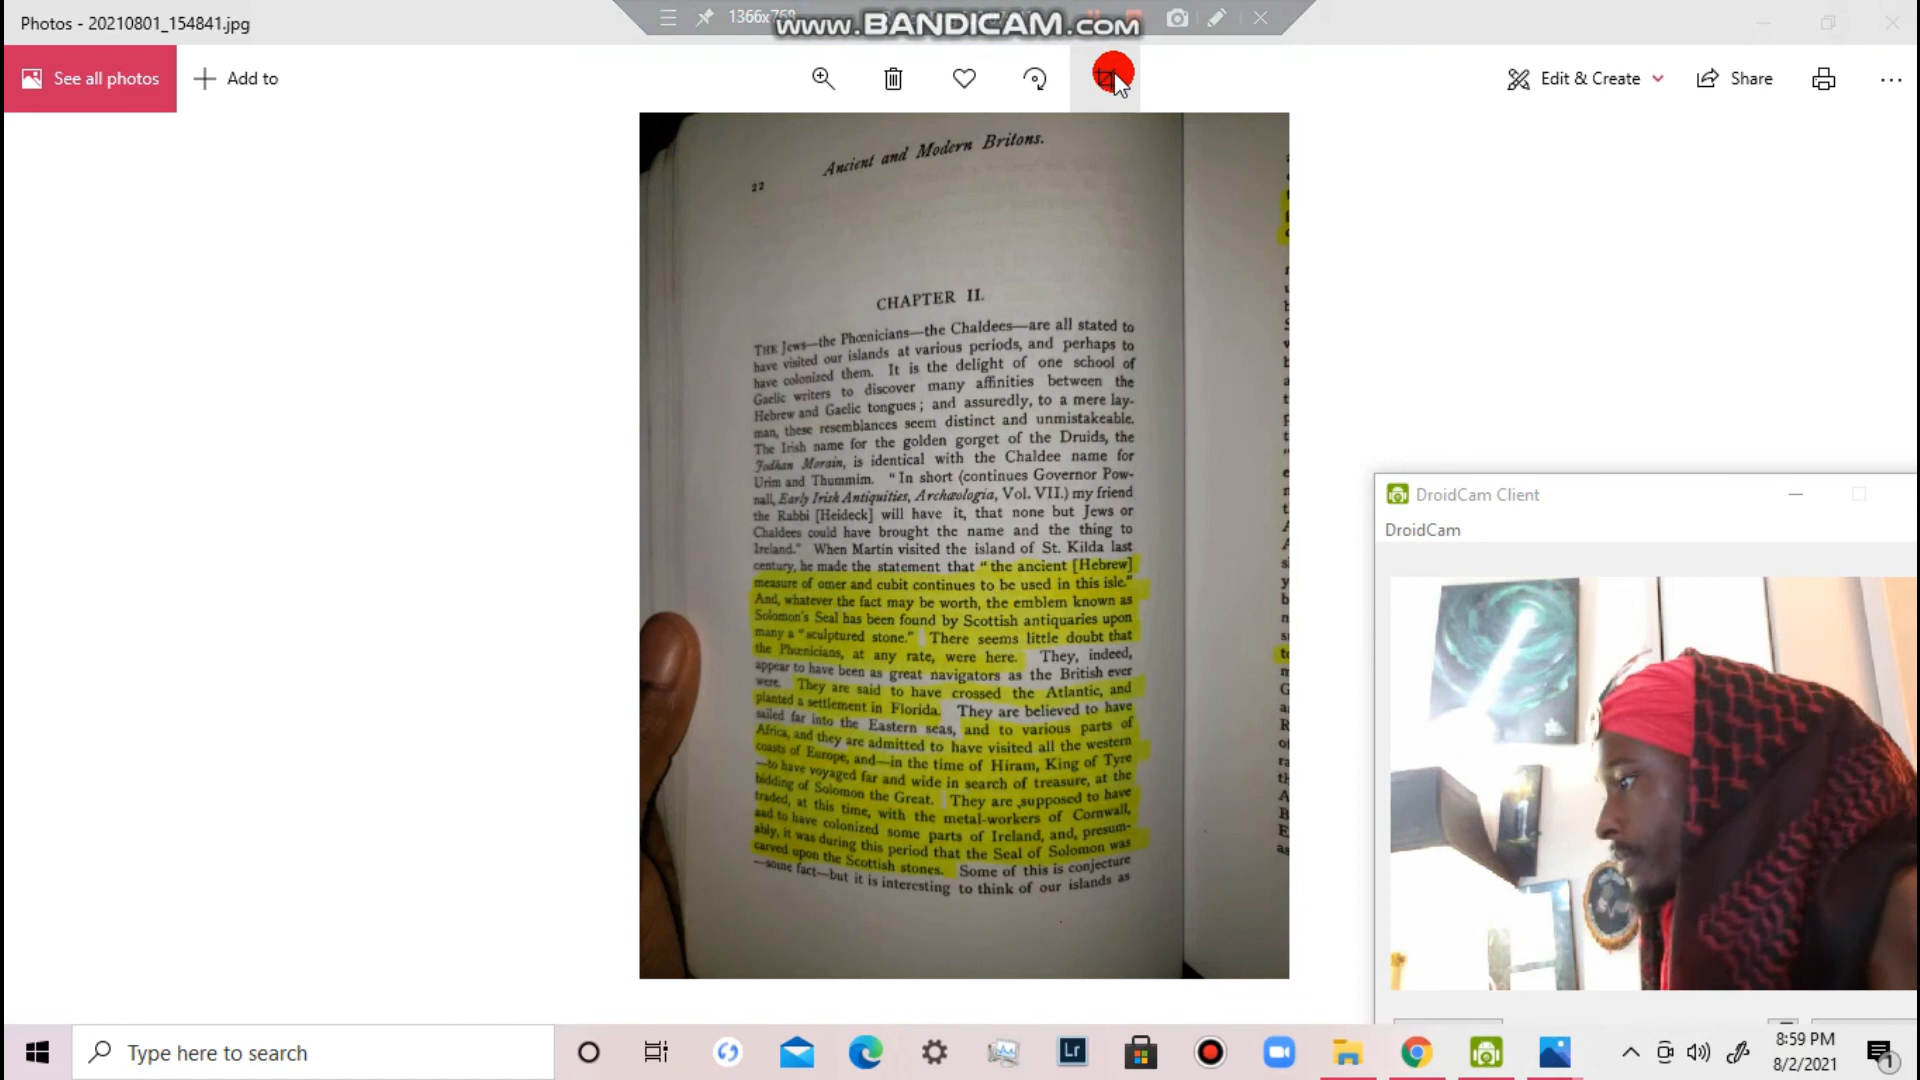 Photos - 20210801_154841.jpg
1366x768
www.BANDICAM.com
See all photos
Add to
Edit & Create
Share
22
Ancient and Modern Britons.
CHAPTER II.
THE Jews—the Phœnicians—the Chaldees—are all stated to
have visited our islands at various periods, and perhaps to
have colonized them. It is the delight of one school of
Gaelic writers to discover many affinities between the
Hebrew and Gaelic tongues; and assuredly, to a mere lay-
man, these resemblances seem distinct and unmistakeable.
The Irish name for the golden gorget of the Druids, the
Jodhan Morain, is identical with the Chaldee name for
Urim and Thummim. "In short (continues Governor Pow-
nall, Early Irish Antiquities, Archæologia, Vol. VII.) my friend
the Rabbi [Heideck] will have it, that none but Jews or
Chaldees could have brought the name and the thing to
Ireland." When Martin visited the island of St. Kilda last
century, he made the statement that "the ancient [Hebrew]
measure of omer and cubit continues to be used in this isle."
And, whatever the fact may be worth, the emblem known as
Solomon's Seal has been found by Scottish antiquaries upon
many a "sculptured stone." There seems little doubt that
the Phœnicians, at any rate, were here. They, indeed,
appear to have been as great navigators as the British ever
were. They are said to have crossed the Atlantic, and
planted a settlement in Florida. They are believed to have
sailed far into the Eastern seas, and to various parts of
Africa, and they are admitted to have visited all the western
coasts of Europe, and—in the time of Hiram, King of Tyre
—to have voyaged far and wide in search of treasure, at the
bidding of Solomon the Great. They are supposed to have
traded, at this time, with the metal-workers of Cornwall,
and to have colonized some parts of Ireland, and, presum-
ably, it was during this period that the Seal of Solomon was
carved upon the Scottish stones. Some of this is conjecture
—some fact—but it is interesting to think of our islands as
DroidCam Client
DroidCam
Type here to search
Lr
8:59 PM
8/2/2021
1